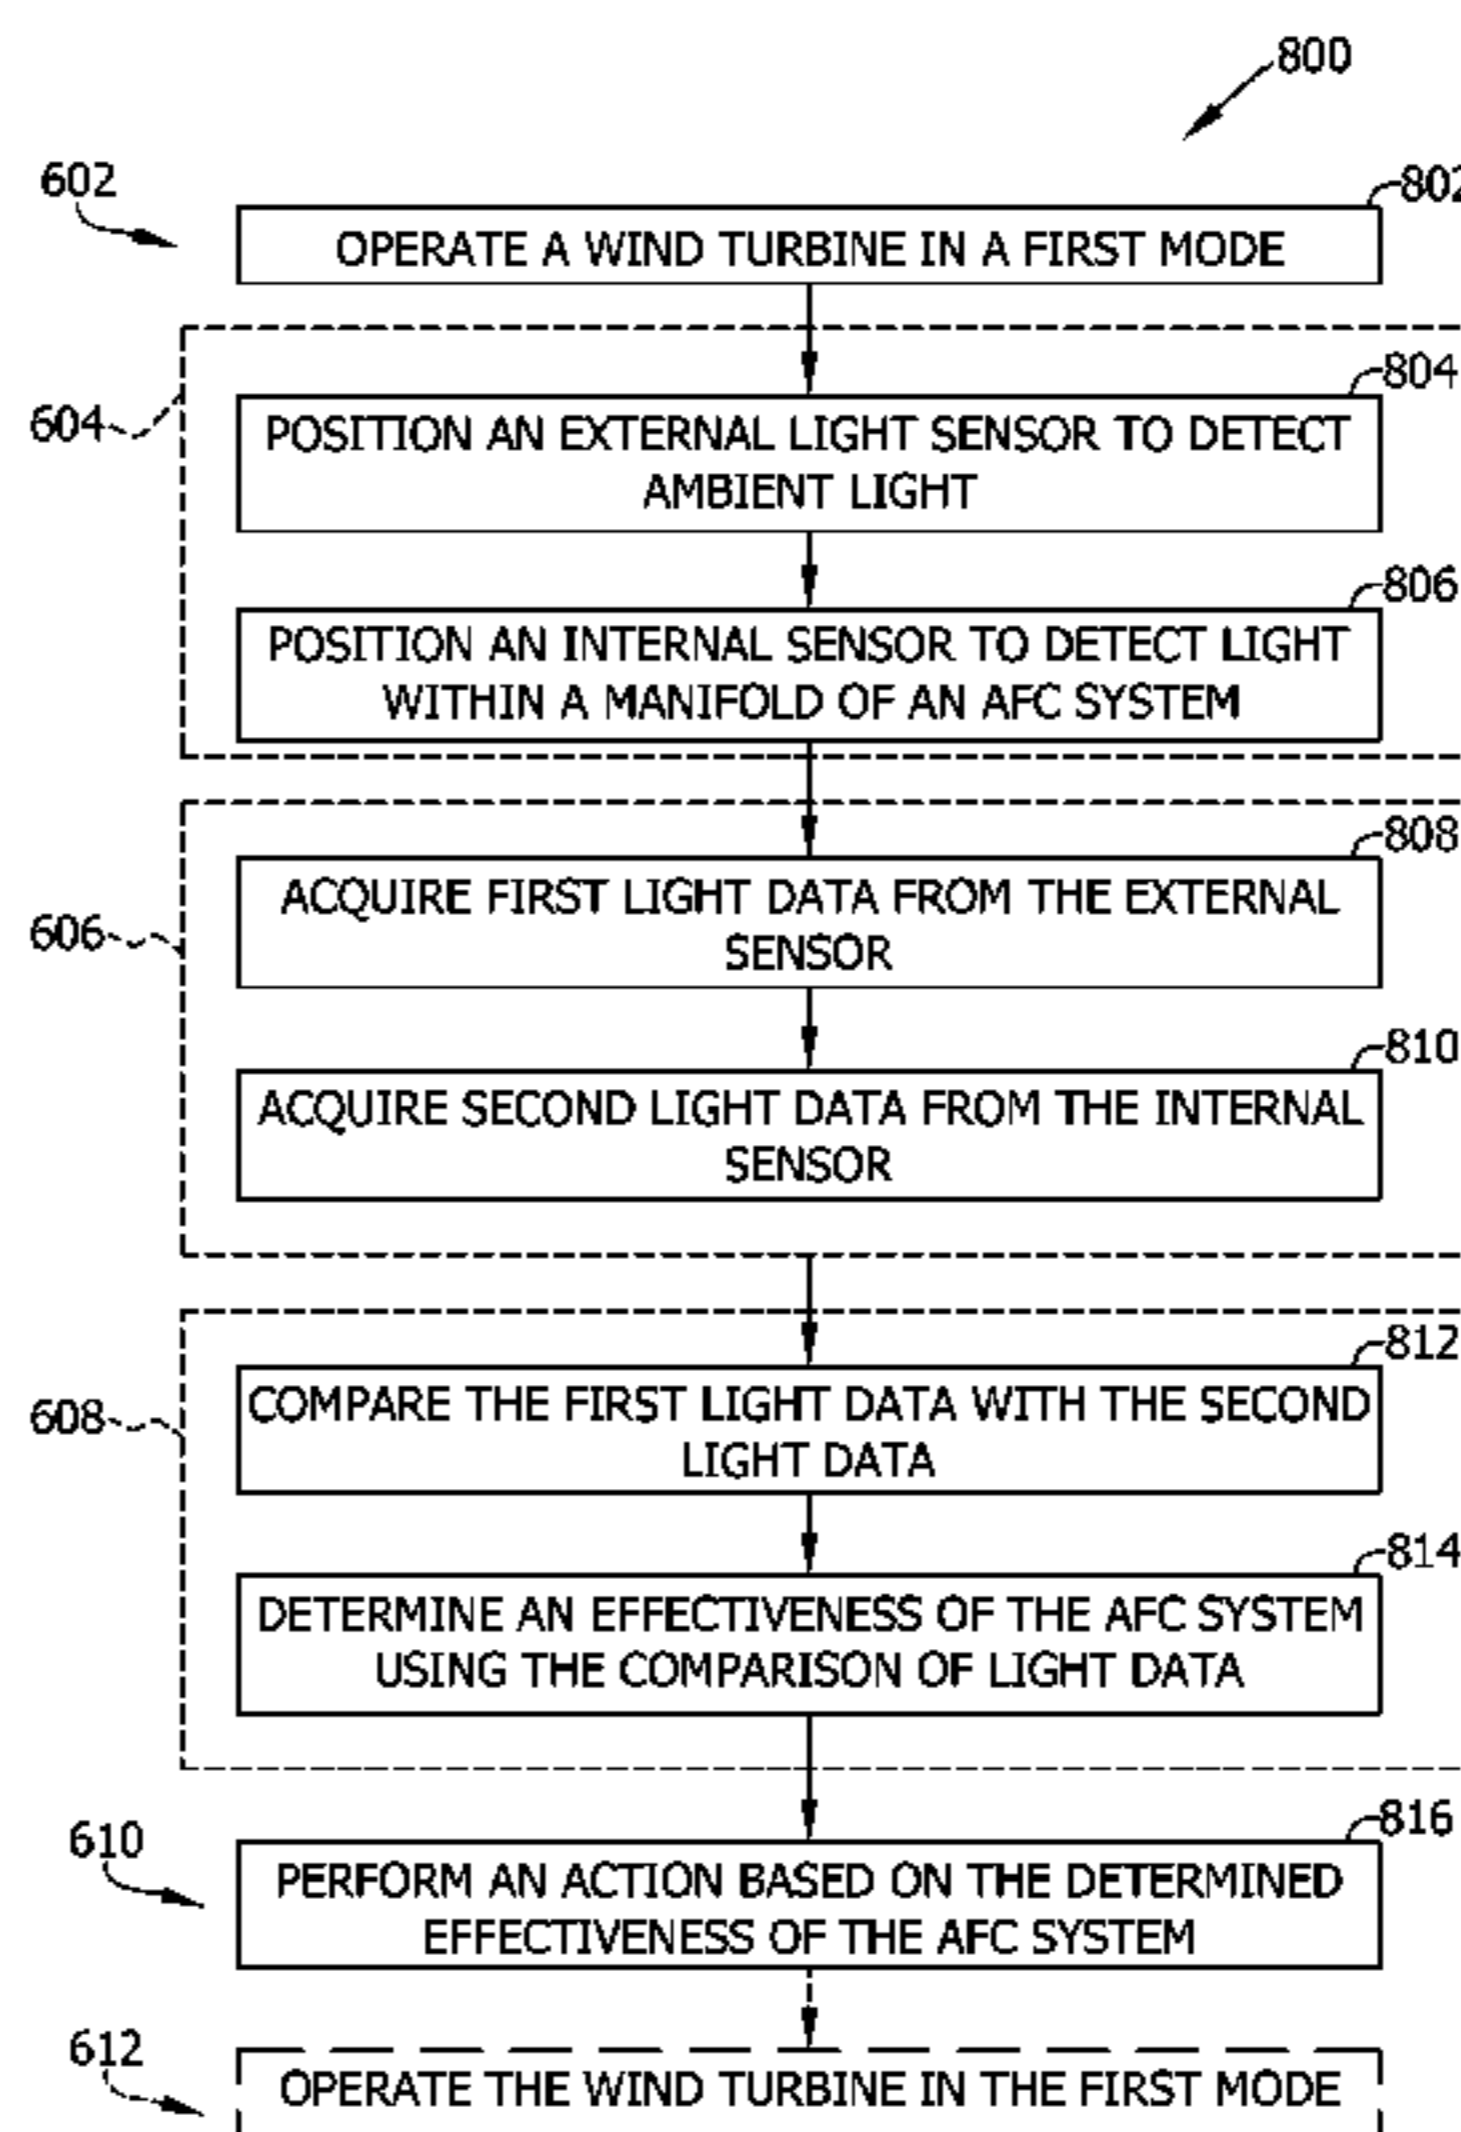 800
602
802
OPERATE A WIND TURBINE IN A FIRST MODE
604
804
POSITION AN EXTERNAL LIGHT SENSOR TO DETECT
AMBIENT LIGHT
806
POSITION AN INTERNAL SENSOR TO DETECT LIGHT
WITHIN A MANIFOLD OF AN AFC SYSTEM
606
808
ACQUIRE FIRST LIGHT DATA FROM THE EXTERNAL
SENSOR
810
ACQUIRE SECOND LIGHT DATA FROM THE INTERNAL
SENSOR
608
812
COMPARE THE FIRST LIGHT DATA WITH THE SECOND
LIGHT DATA
814
DETERMINE AN EFFECTIVENESS OF THE AFC SYSTEM
USING THE COMPARISON OF LIGHT DATA
610
816
PERFORM AN ACTION BASED ON THE DETERMINED
EFFECTIVENESS OF THE AFC SYSTEM
612
OPERATE THE WIND TURBINE IN THE FIRST MODE